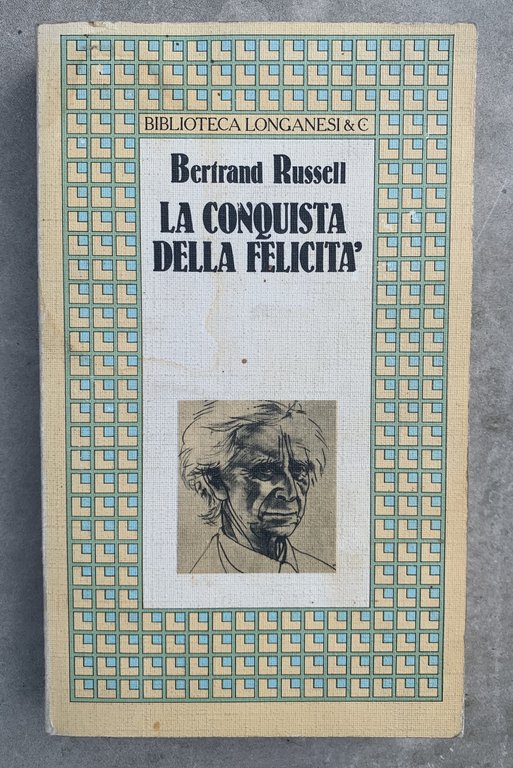 BIBLIOTECA LONGANESI & C
Bertrand Russell
LA CONQUISTA
DELLA FELICITA'